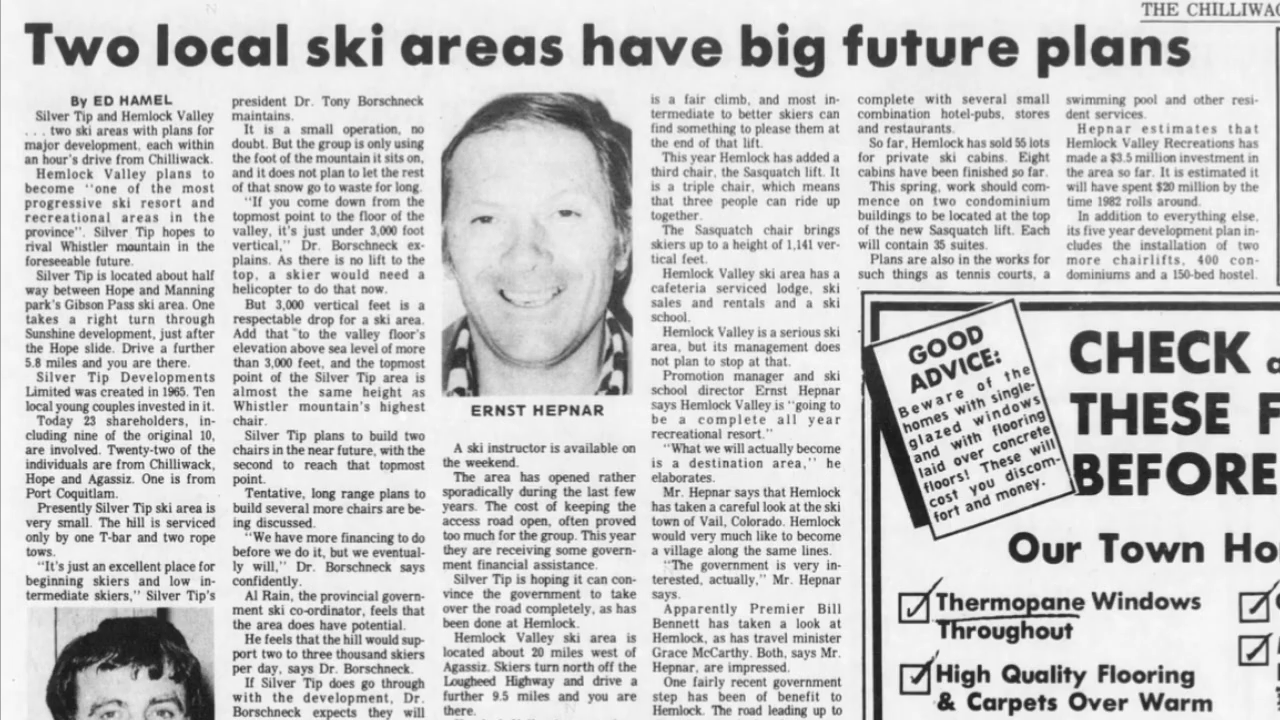 THE CHILLIWAC
Two local ski areas have big future plans
By ED HAMEL
Silver Tip and Hemlock Valley
. . . two ski areas with plans for
major development, each within
an hour's drive from Chilliwack.
Hemlock Valley plans to
become "one of the most
progressive ski resort and
recreational areas in the
province". Silver Tip hopes to
rival Whistler mountain in the
foreseeable future.
Silver Tip is located about half
way between Hope and Manning
park's Gibson Pass ski area. One
takes a right turn through
Sunshine development, just after
the Hope slide. Drive a further
5.8 miles and you are there.
Silver Tip Developments
Limited was created in 1965. Ten
local young couples invested in it.
Today 23 shareholders, in-
cluding nine of the original 10,
are involved. Twenty-two of the
individuals are from Chilliwack,
Hope and Agassiz. One is from
Port Coquitlam.
Presently Silver Tip ski area is
very small. The hill is serviced
only by one T-bar and two rope
tows.
"It's just an excellent place for
beginning skiers and low in-
termediate skiers," Silver Tip's
president Dr. Tony Borschneck
maintains.
It is a small operation, no
doubt. But the group is only using
the foot of the mountain it sits on,
and it does not plan to let the rest
of that snow go to waste for long.
"If you come down from the
topmost point to the floor of the
valley, it's just under 3,000 foot
vertical," Dr. Borschneck ex-
plains. As there is no lift to the
top, a skier would need a
helicopter to do that now.
But 3,000 vertical feet is a
respectable drop for a ski area.
Add that to the valley floor's
elevation above sea level of more
than 3,000 feet, and the topmost
point of the Silver Tip area is
almost the same height as
Whistler mountain's highest
chair.
Silver Tip plans to build two
chairs in the near future, with the
second to reach that topmost
point.
Tentative, long range plans to
build several more chairs are be-
ing discussed.
"We have more financing to do
before we do it, but we eventual-
ly will," Dr. Borschneck says
confidently.
Al Rain, the provincial govern-
ment ski co-ordinator, feels that
the area does have potential.
He feels that the hill would sup-
port two to three thousand skiers
per day, says Dr. Borschneck.
If Silver Tip does go through
with the development, Dr.
Borschneck expects they will
ERNST HEPNAR
A ski instructor is available on
the weekend.
The area has opened rather
sporadically during the last few
years. The cost of keeping the
access road open, often proved
too much for the group. This year
they are receiving some govern-
ment financial assistance.
Silver Tip is hoping it can con-
vince the government to take
over the road completely, as has
been done at Hemlock.
Hemlock Valley ski area is
located about 20 miles west of
Agassiz. Skiers turn north off the
Lougheed Highway and drive a
further 9.5 miles and you are
there.
is a fair climb, and most in-
termediate to better skiers can
find something to please them at
the end of that lift.
This year Hemlock has added a
third chair, the Sasquatch lift. It
is a triple chair, which means
that three people can ride up
together.
The Sasquatch chair brings
skiers up to a height of 1,141 ver-
tical feet.
Hemlock Valley ski area has a
cafeteria serviced lodge, ski
sales and rentals and a ski
school.
Hemlock Valley is a serious ski
area, but its management does
not plan to stop at that.
Promotion manager and ski
school director Ernst Hepnar
says Hemlock Valley is "going to
be a complete all year
recreational resort."
"What we will actually become
is a destination area," he
elaborates.
Mr. Hepnar says that Hemlock
has taken a careful look at the ski
town of Vail, Colorado. Hemlock
would very much like to become
a village along the same lines.
"The government is very in-
terested, actually," Mr. Hepnar
says.
Apparently Premier Bill
Bennett has taken a look at
Hemlock, as has travel minister
Grace McCarthy. Both, says Mr.
Hepnar, are impressed.
One fairly recent government
step has been of benefit to
Hemlock. The road leading up to
complete with several small
combination hotel-pubs, stores
and restaurants.
So far, Hemlock has sold 55 lots
for private ski cabins. Eight
cabins have been finished so far.
This spring, work should com-
mence on two condominium
buildings to be located at the top
of the new Sasquatch lift. Each
will contain 35 suites.
Plans are also in the works for
such things as tennis courts, a
swimming pool and other resi-
dent services.
Hepnar estimates that
Hemlock Valley Recreations has
made a $3.5 million investment in
the area so far. It is estimated it
will have spent $20 million by the
time 1982 rolls around.
In addition to everything else,
its five year development plan in-
cludes the installation of two
more chairlifts, 400 con-
dominiums and a 150-bed hostel.
GOOD
ADVICE:
Beware of the
homes with single-
glazed windows
and with flooring
laid over concrete
floors! These will
cost you discom-
fort and money.
CHECK
THESE F
BEFORE
Our Town Ho
Thermopane Windows
Throughout
High Quality Flooring
& Carpets Over Warm